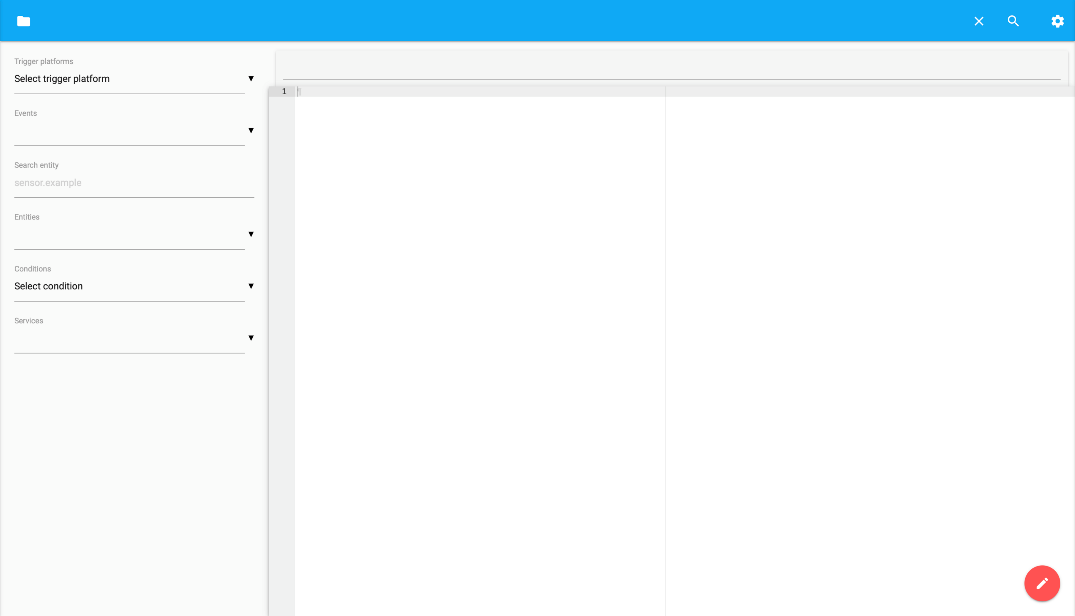 Trigger platforms
Select trigger platform
Events
Search entity
sensor.example
Entities
Conditions
Select condition
Services
1